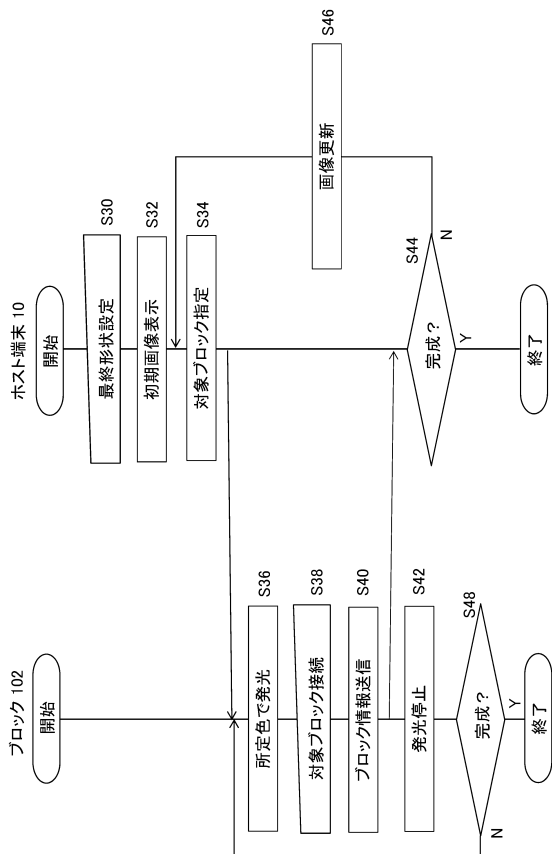 ブロック 102
開始
所定色で発光
S36
対象ブロック接続
S38
ブロック情報送信
S40
発光停止
S42
完成?
S48
N
Y
終了
ホスト端末 10
開始
最終形状設定
S30
初期画像表示
S32
対象ブロック指定
S34
完成?
S44
N
Y
画像更新
S46
終了